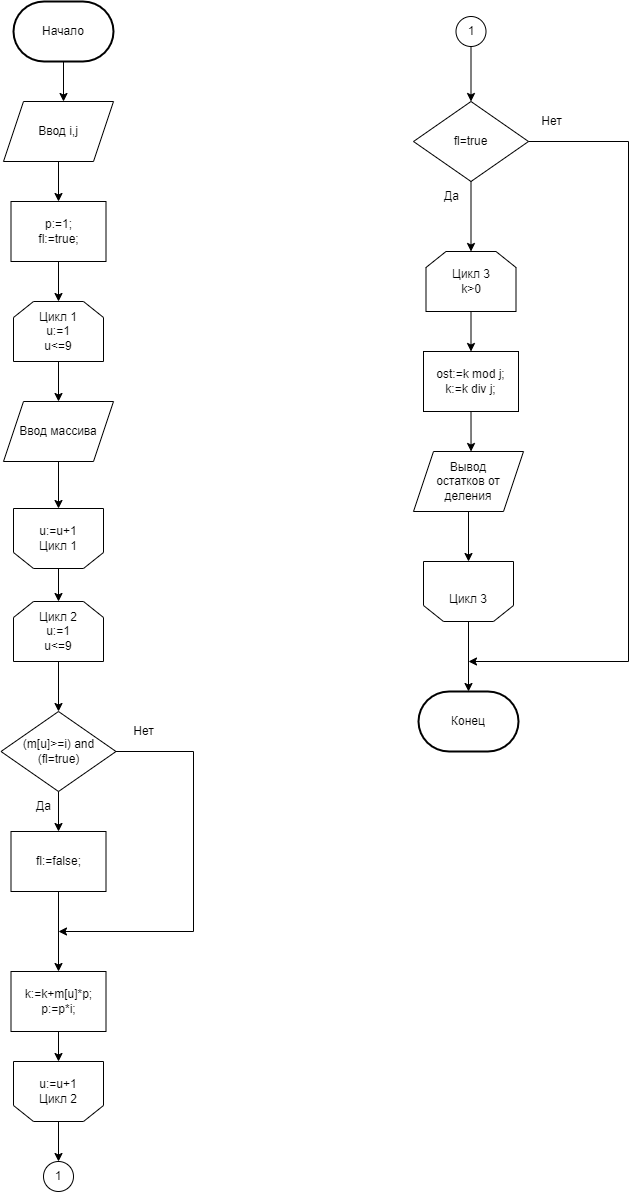 Начало
Ввод i,j
p:=1;
fl:=true;
Цикл 1
u:=1
u<=9
Ввод массива
u:=u+1
Цикл 1
Цикл 2
u:=1
u<=9
(m[u]>=i) and
(fl=true)
Нет
Да
fl:=false;
k:=k+m[u]*p;
p:=p*i;
u:=u+1
Цикл 2
1
1
fl=true
Нет
Да
Цикл 3
k>0
ost:=k mod j;
k:=k div j;
Вывод
остатков от
деления
Цикл 3
Конец